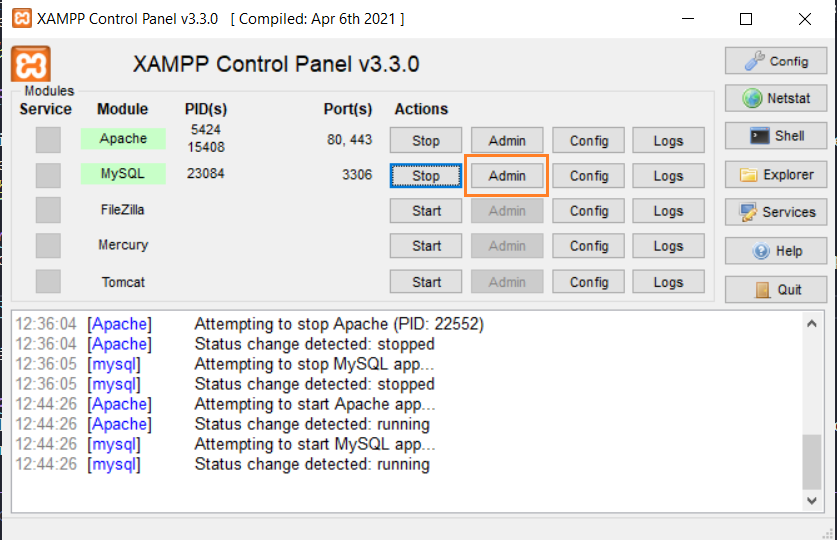 XAMPP Control Panel v3.3.0 [ Compiled: Apr 6th 2021 ]
XAMPP Control Panel v3.3.0
Config
Modules
Service Module PID(s) Port(s) Actions
Netstat
Apache 5424 15408 80, 443 Stop Admin Config Logs
Shell
MySQL 23084 3306 Stop Admin Config Logs
Explorer
FileZilla Start Admin Config Logs
Services
Mercury Start Admin Config Logs
Help
Tomcat Start Admin Config Logs
Quit
12:36:04 [Apache] Attempting to stop Apache (PID: 22552)
12:36:04 [Apache] Status change detected: stopped
12:36:05 [mysql] Attempting to stop MySQL app...
12:36:05 [mysql] Status change detected: stopped
12:44:26 [Apache] Attempting to start Apache app...
12:44:26 [Apache] Status change detected: running
12:44:26 [mysql] Attempting to start MySQL app...
12:44:26 [mysql] Status change detected: running